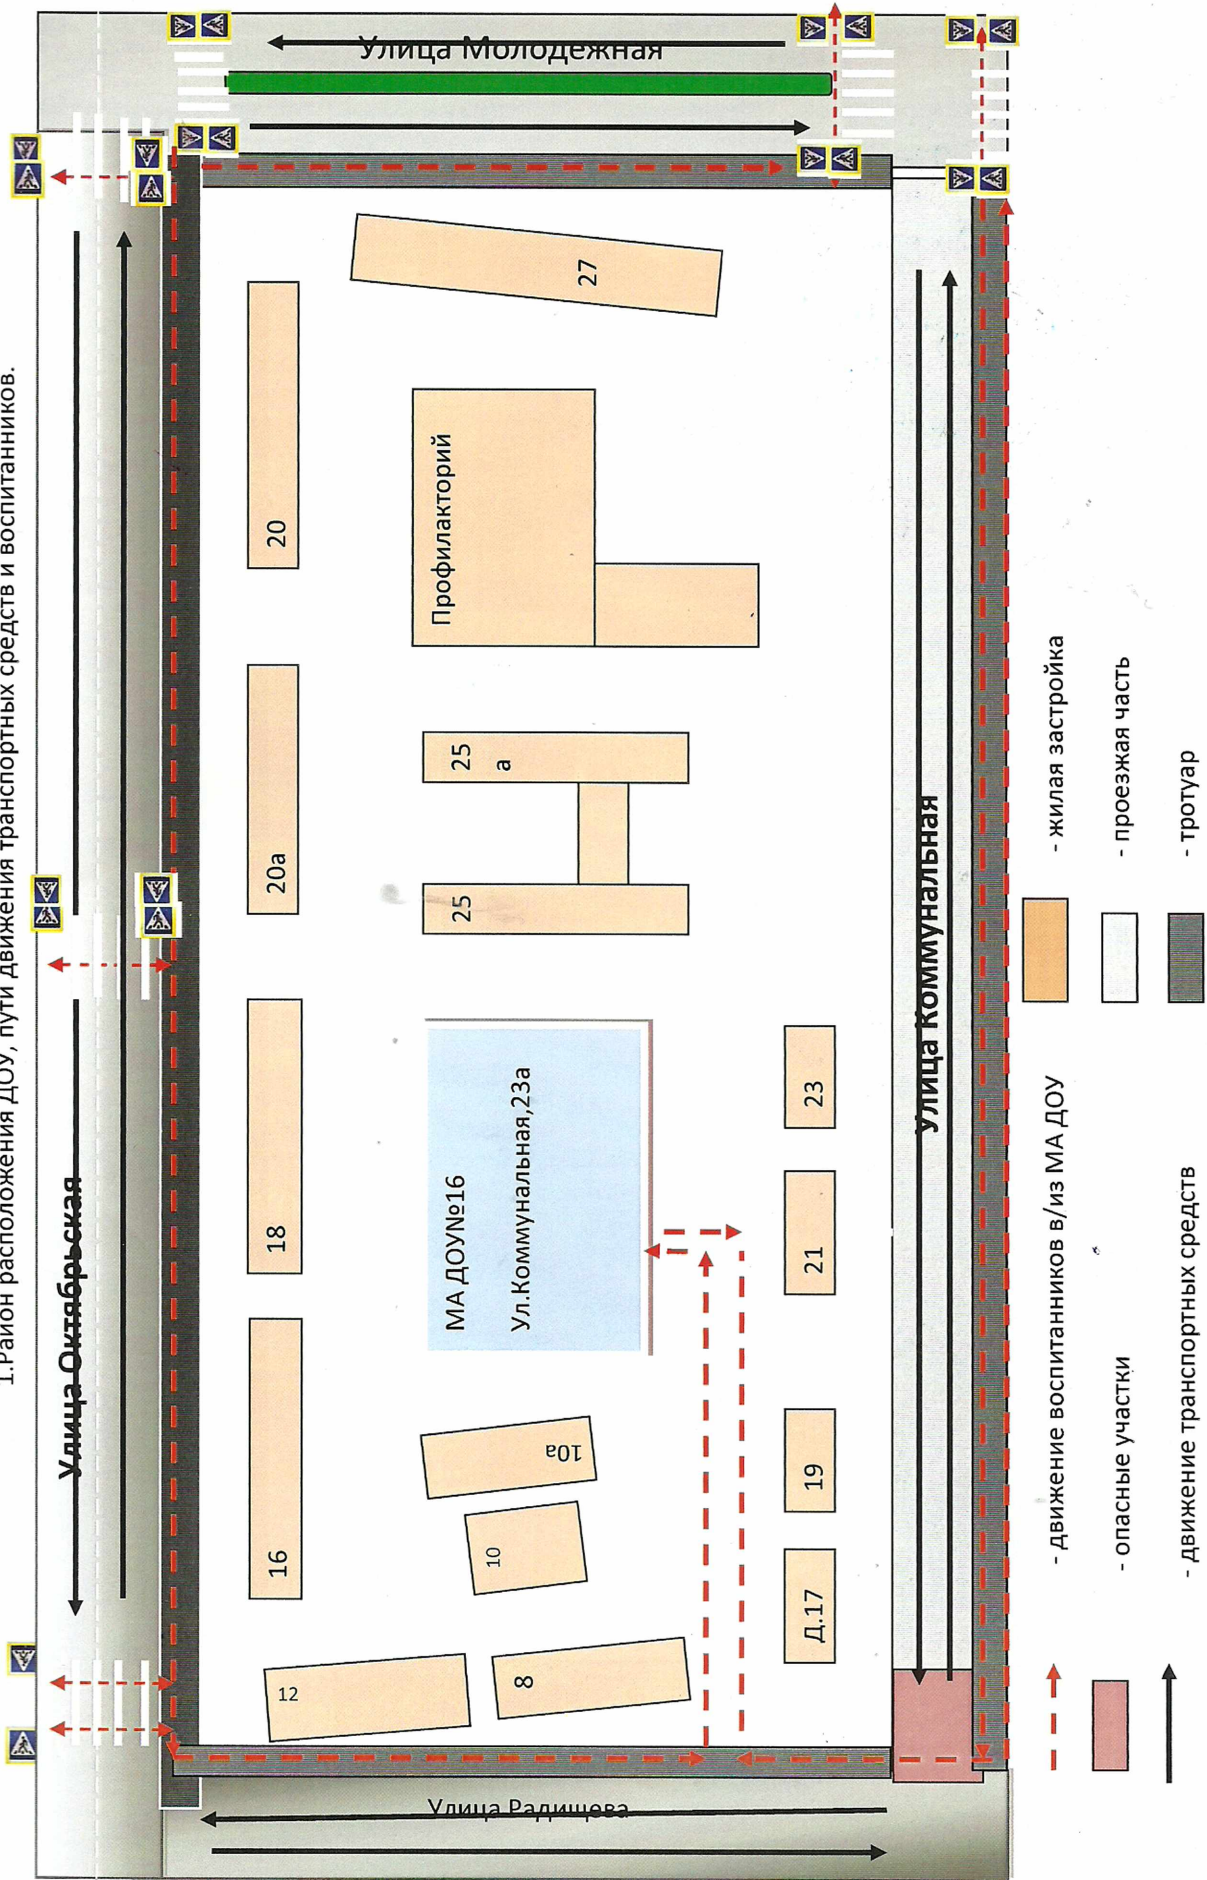 1.Район расположения ДОУ, пути движения транспортных средств и воспитанников.
Улица Октябрьская
Улица Молодежная
Улица Радищева
Улица Коммунальная
12
16
18
20а
20
8
10
10а
МА ДОУ№16
Ул.Коммунальная,23а
25
25
а
Профилакторий
27
Д.17
19
21
23
- движение воспитанников в/из МА ДОУ
- опасные участки
- движение транспортных средств
- жилая застройка
- проезжая часть
- тротуар